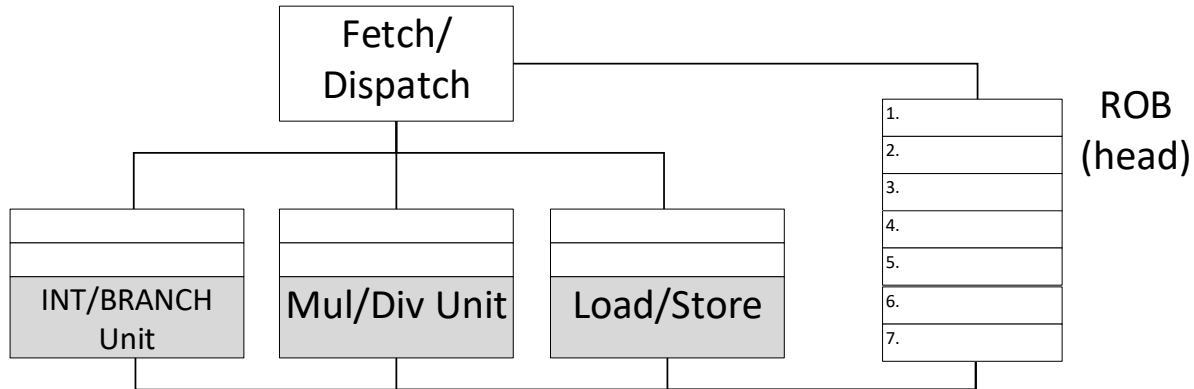 Fetch/
Dispatch
ROB
(head)
1.
2.
3.
4.
5.
6.
7.
INT/BRANCH
Unit
Mul/Div Unit
Load/Store